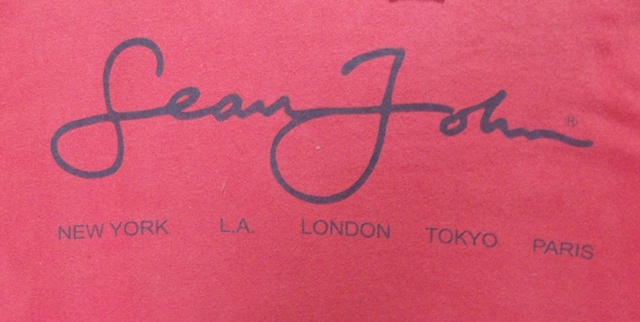 Sean John ®
NEW YORK L.A. LONDON TOKYO PARIS